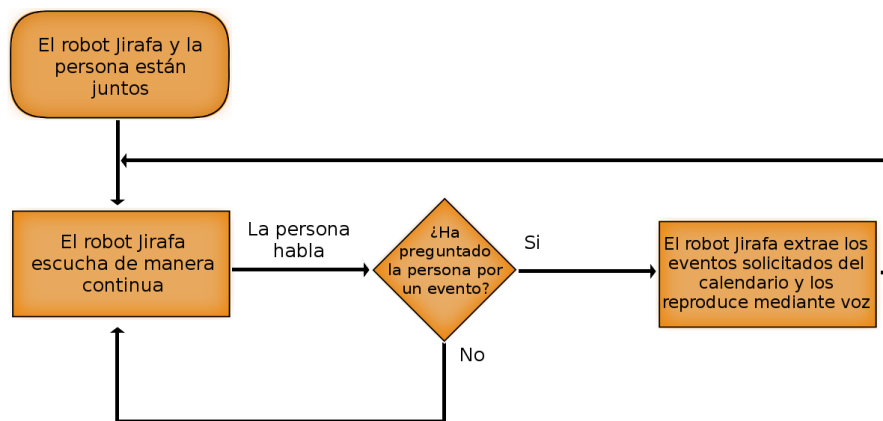 El robot Jirafa y la
persona están
juntos
El robot Jirafa
escucha de manera
continua
La persona
habla
¿Ha
preguntado
la persona por
un evento?
Si
No
El robot Jirafa extrae los
eventos solicitados del
calendario y los
reproduce mediante voz